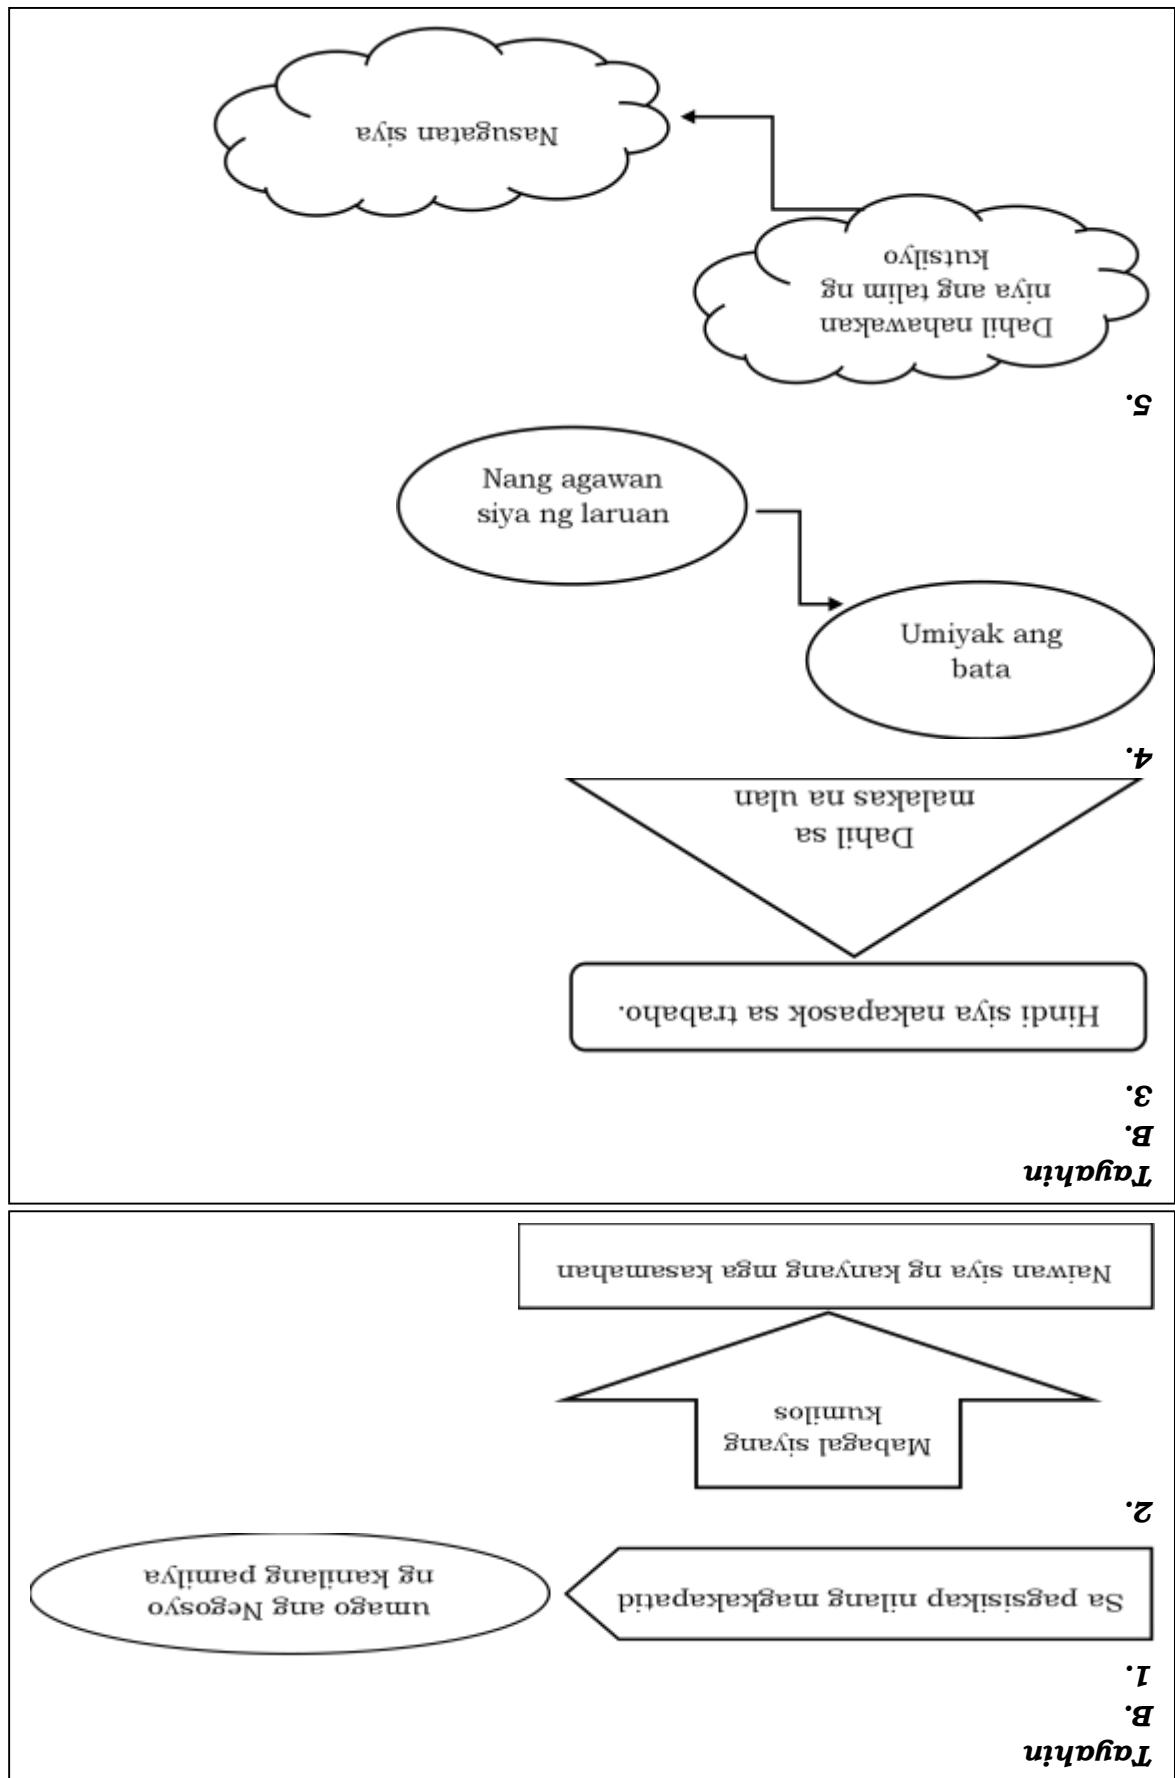 Tayahin
B.
1.
Sa pagsisikap nilang magkakapatid
umago ang Negosyo
ng kanilang pamilya
2.
Mabagal siyang
kumilos
Naiwan siya ng kanyang mga kasamahan
Tayahin
B.
3.
Hindi siya nakapasok sa trabaho.
Dahil sa
malakas na ulan
4.
Umiyak ang
bata
Nang agawan
siya ng laruan
5.
Dahil nahawakan
niya ang talim ng
kutsilyo
Nasugatan siya